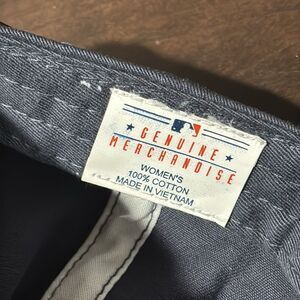 GENUINE
MERCHANDISE
WOMEN'S
100% COTTON
MADE IN VIETNAM